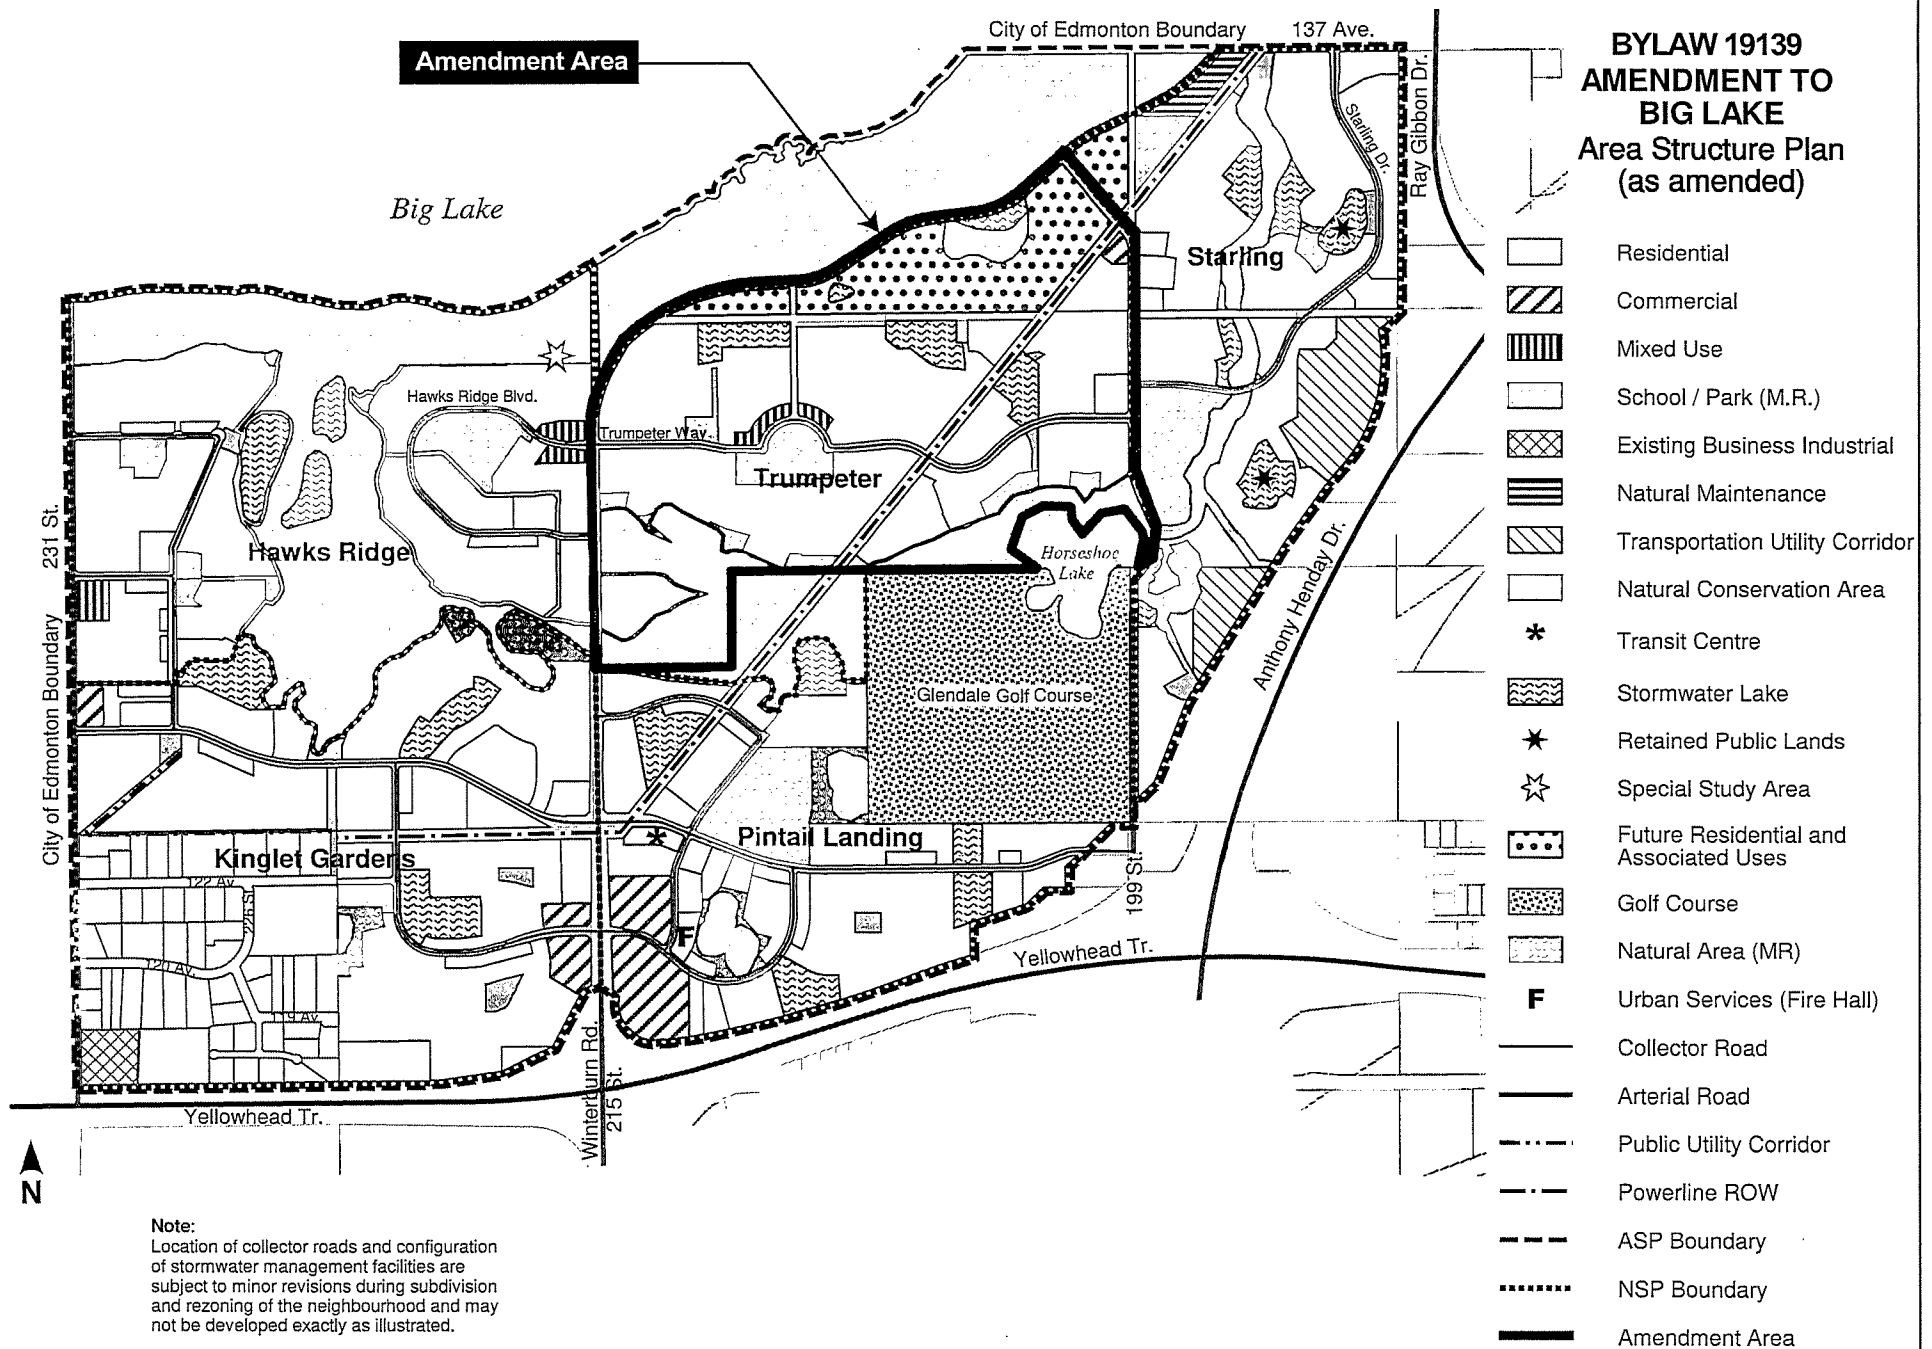 City of Edmonton Boundary
137 Ave.
Amendment Area
Ray Gibbon Dr.
Starling Dr.
Big Lake
Starling
Hawks Ridge Blvd.
Trumpeter Way
Trumpeter
231 St.
Hawks Ridge
Horseshoe
Lake
Anthony Henday Dr.
Glendale Golf Course
City of Edmonton Boundary
Pintail Landing
Kinglet Gardens
122 Av
199 St.
F
120 Av.
Yellowhead Tr.
119 Av.
Winterburn Rd.
215 St.
Yellowhead Tr.
N
Note:
Location of collector roads and configuration
of stormwater management facilities are
subject to minor revisions during subdivision
and rezoning of the neighbourhood and may
not be developed exactly as illustrated.
BYLAW 19139
AMENDMENT TO
BIG LAKE
Area Structure Plan
(as amended)
Residential
Commercial
Mixed Use
School / Park (M.R.)
Existing Business Industrial
Natural Maintenance
Transportation Utility Corridor
Natural Conservation Area
Transit Centre
Stormwater Lake
Retained Public Lands
Special Study Area
Future Residential and
Associated Uses
Golf Course
Natural Area (MR)
F Urban Services (Fire Hall)
Collector Road
Arterial Road
Public Utility Corridor
Powerline ROW
ASP Boundary
NSP Boundary
Amendment Area